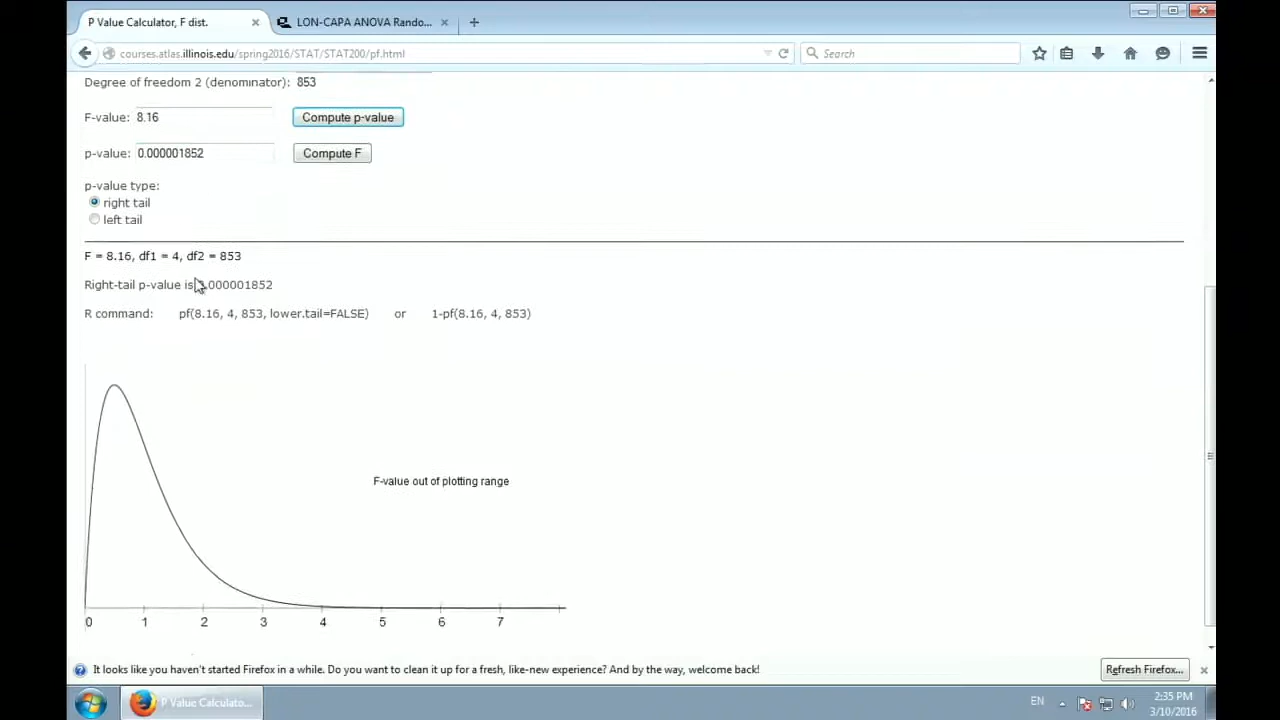 P Value Calculator, F dist.
LON-CAPA ANOVA Rando...
courses.atlas.illinois.edu/spring2016/STAT/STAT200/pf.html
Search
Degree of freedom 2 (denominator): 853
F-value: 8.16 Compute p-value
p-value: 0.000001852 Compute F
p-value type:
right tail
left tail
F = 8.16, df1 = 4, df2 = 853
Right-tail p-value is 0.000001852
R command: pf(8.16, 4, 853, lower.tail=FALSE) or 1-pf(8.16, 4, 853)
F-value out of plotting range
0 1 2 3 4 5 6 7
It looks like you haven't started Firefox in a while. Do you want to clean it up for a fresh, like-new experience? And by the way, welcome back! Refresh Firefox...
P Value Calculato...
EN
2:35 PM
3/10/2016